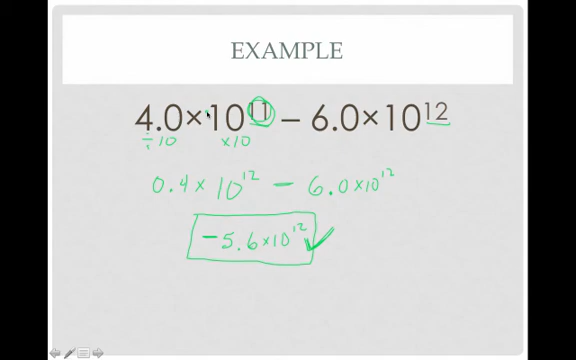 EXAMPLE
4.0×10¹¹ – 6.0×10¹²
÷10 ×10
0.4 × 10¹² – 6.0×10¹²
–5.6×10¹² ✓